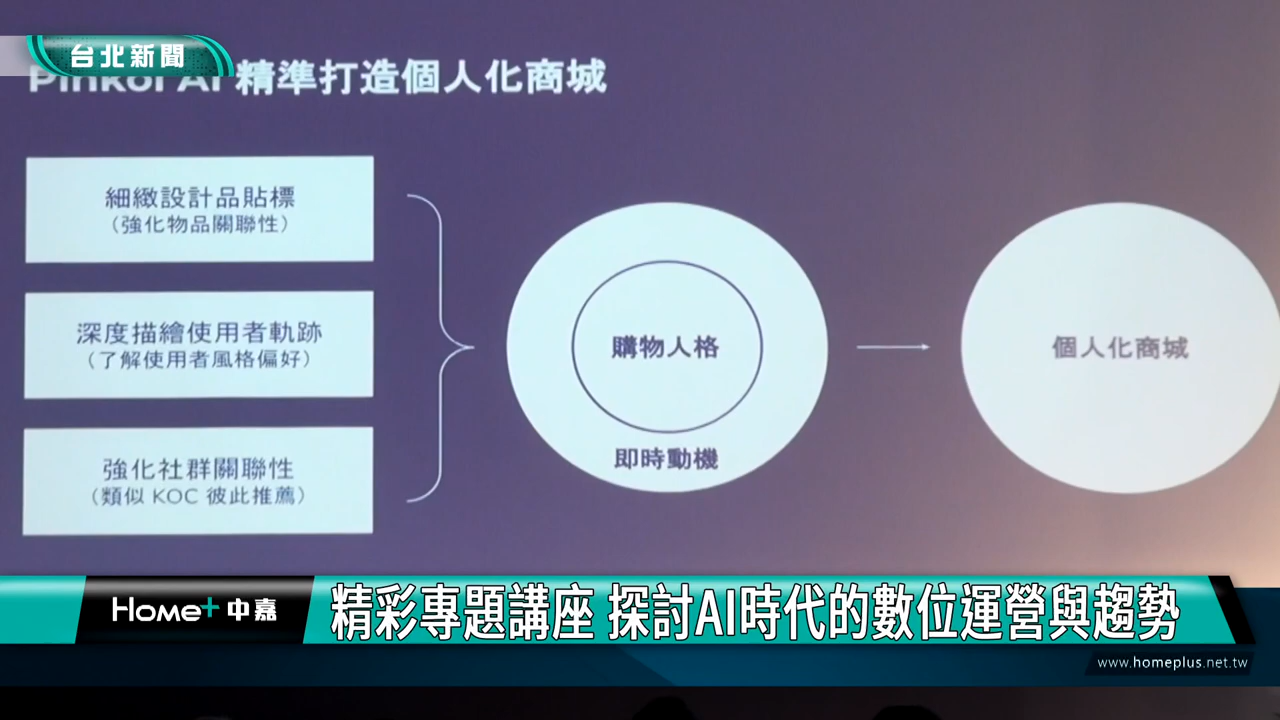 台北新聞
Pinkoi AI 精準打造個人化商城
細緻設計品貼標
（強化物品關聯性）
深度描繪使用者軌跡
（了解使用者風格偏好）
強化社群關聯性
（類似 KOC 彼此推薦）
購物人格
即時動機
個人化商城
Home+ 中嘉
精彩專題講座 探討AI時代的數位運營與趨勢
www.homeplus.net.tw